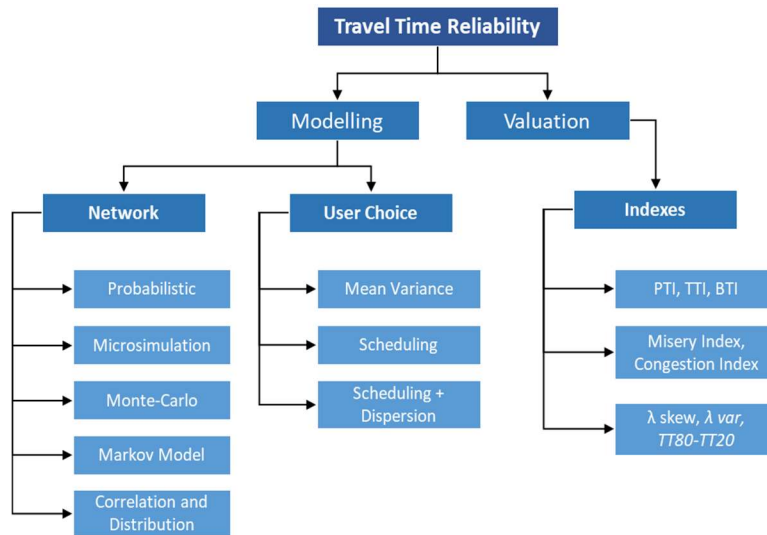 Travel Time Reliability
Modelling
Valuation
Network
User Choice
Indexes
Probabilistic
Microsimulation
Monte-Carlo
Markov Model
Correlation and
Distribution
Mean Variance
Scheduling
Scheduling +
Dispersion
PTI, TTI, BTI
Misery Index,
Congestion Index
λ skew, λ var,
TT80-TT20